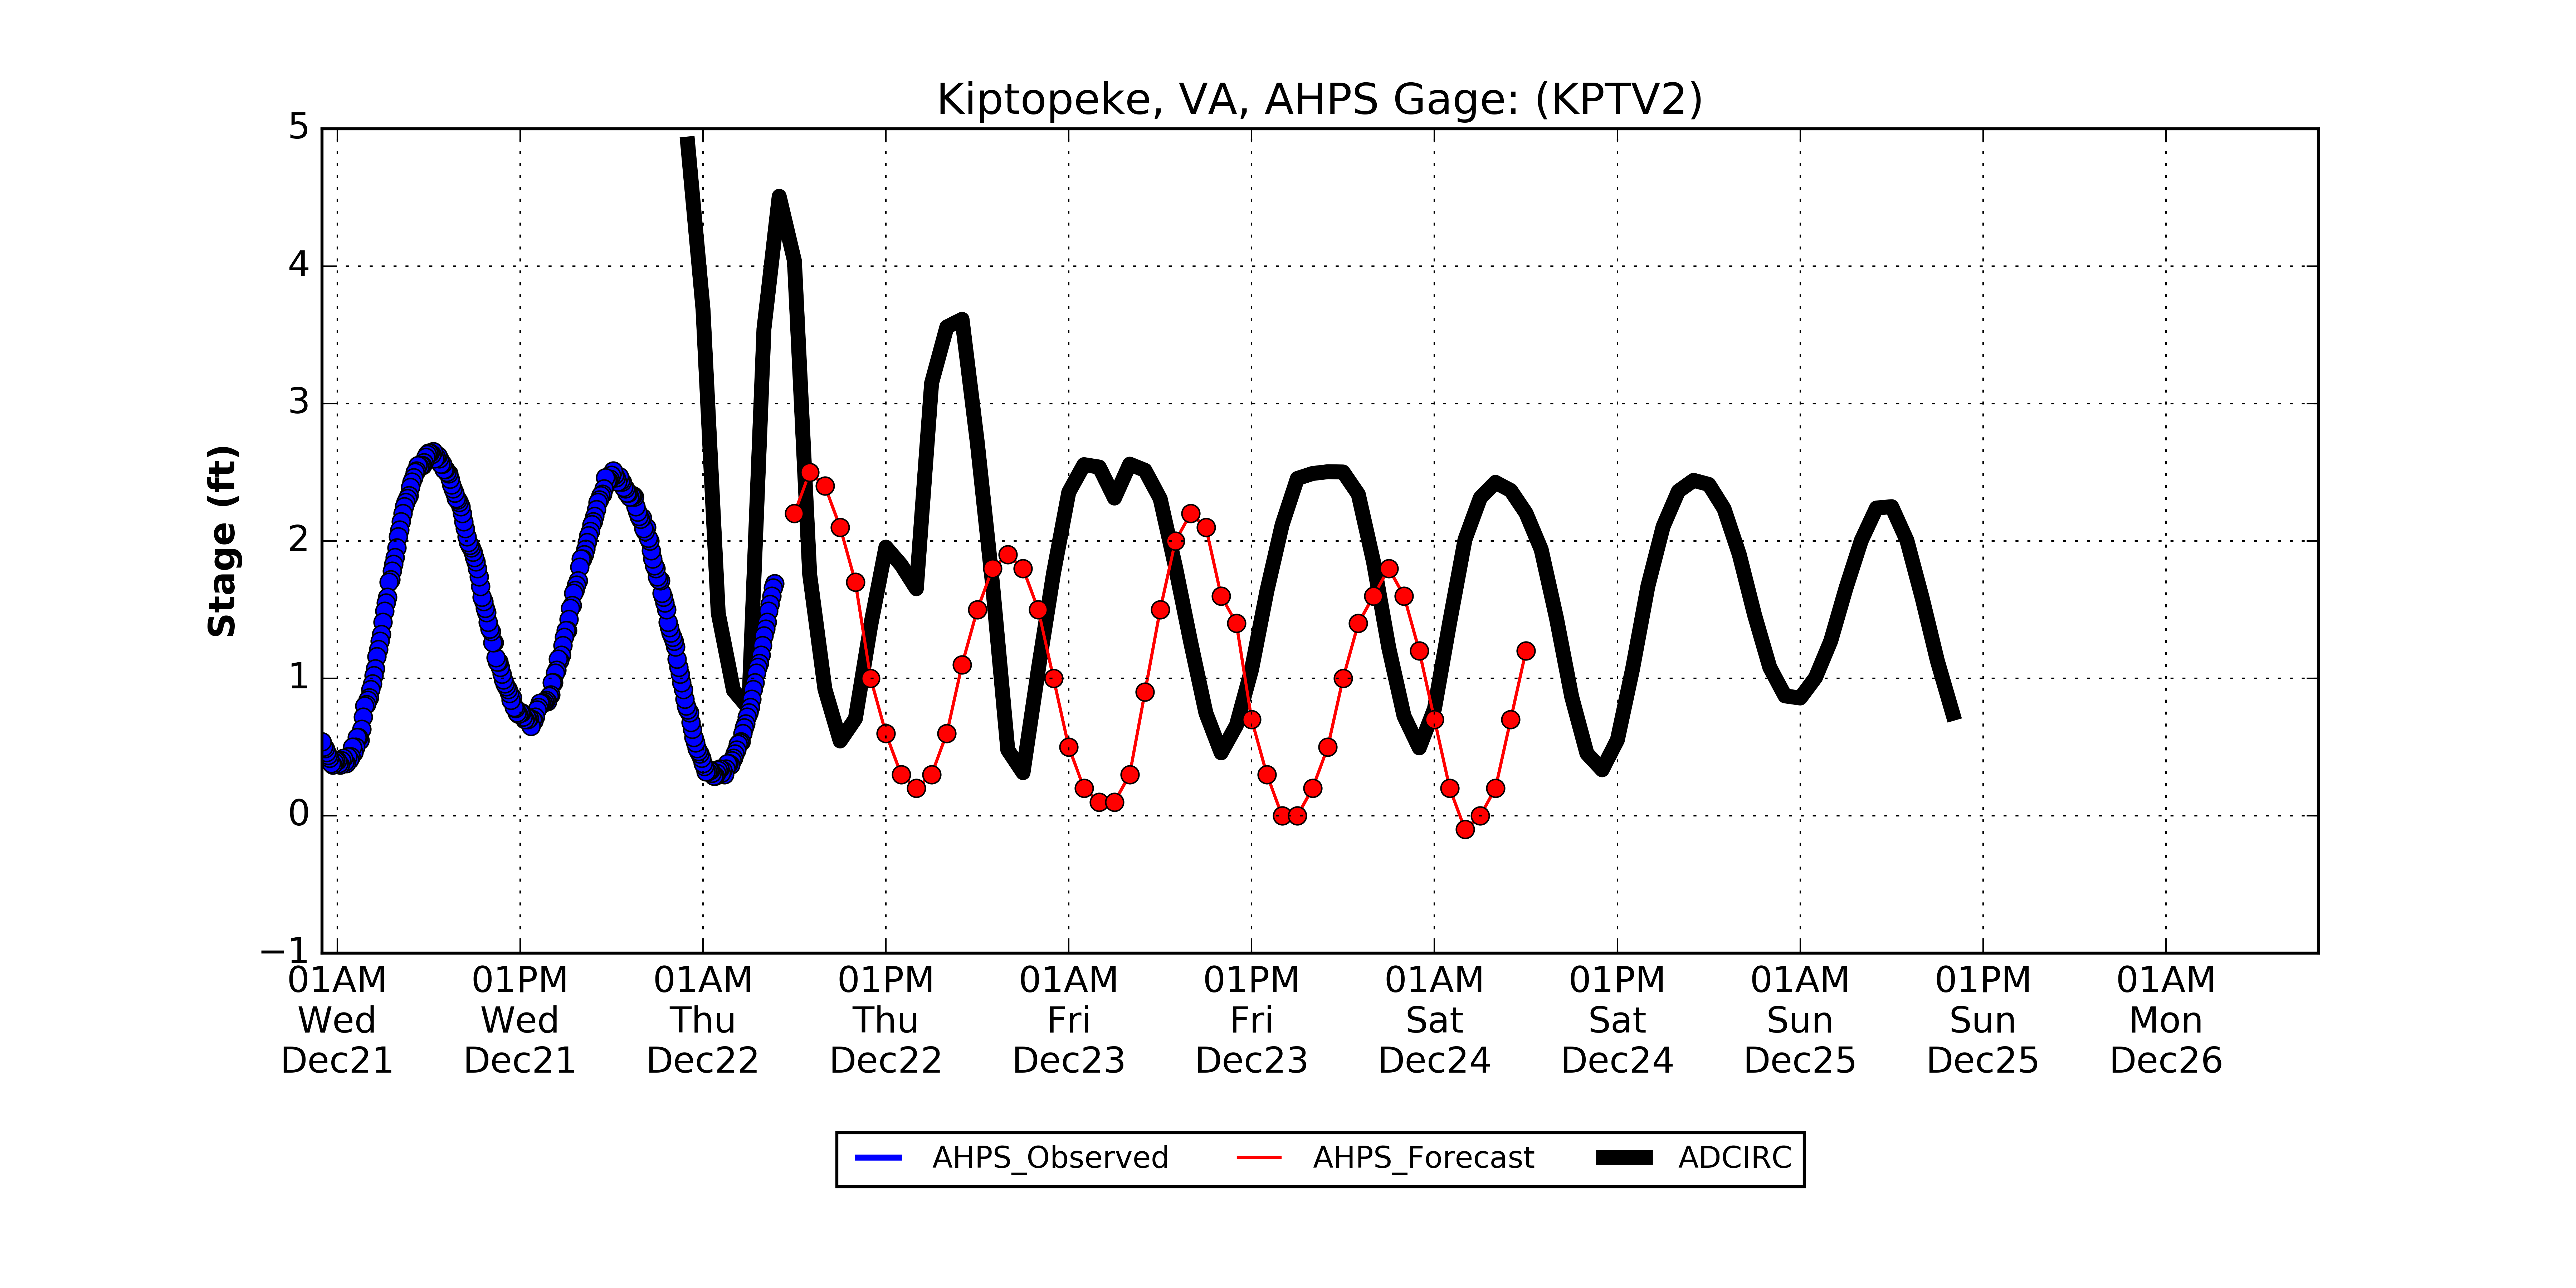 Kiptopeke, VA, AHPS Gage: (KPTV2)
5
4
3
2
1
0
−1
Stage (ft)
01AM 01PM 01AM 01PM 01AM 01PM 01AM 01PM 01AM 01PM 01AM
Wed Wed Thu Thu Fri Fri Sat Sat Sun Sun Mon
Dec21 Dec21 Dec22 Dec22 Dec23 Dec23 Dec24 Dec24 Dec25 Dec25 Dec26
AHPS_Observed AHPS_Forecast ADCIRC